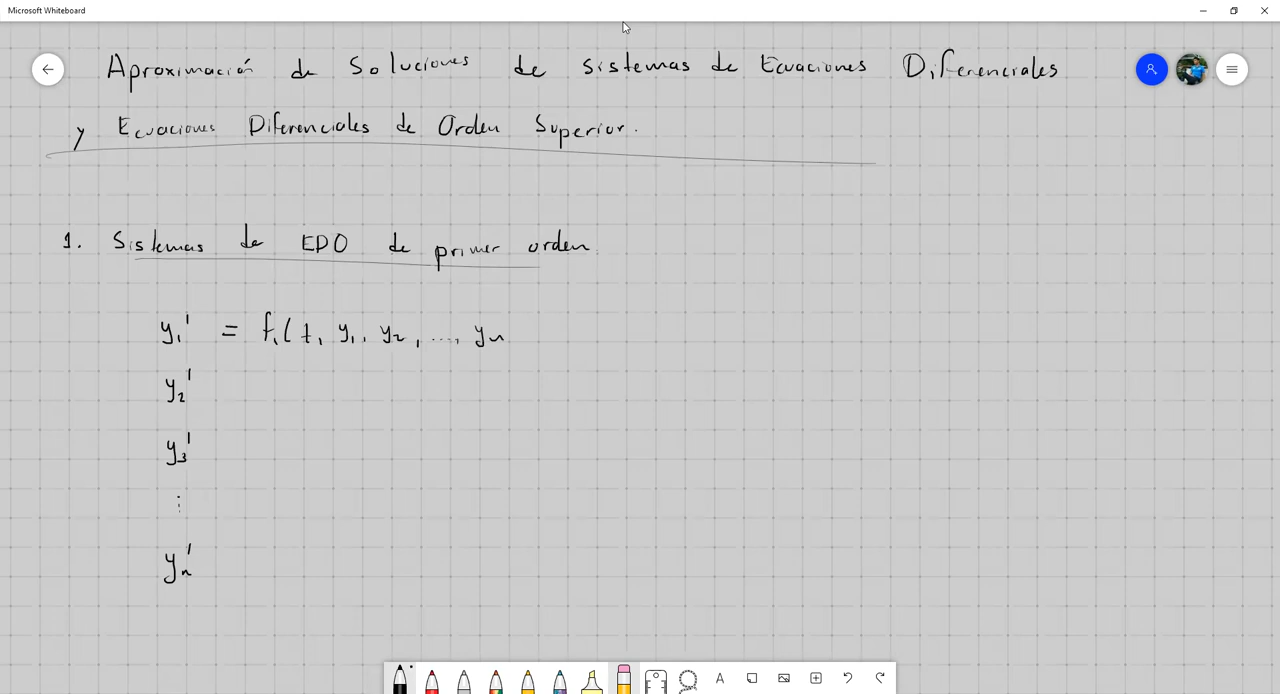 Microsoft Whiteboard
Aproximación de Soluciones de sistemas de Ecuaciones Diferenciales
y Ecuaciones Diferenciales de Orden Superior.
1. Sistemas de EDO de primer orden
y₁' = f₁(t, y₁, y₂, ..., yₙ
y₂'
y₃'
⋮
yₙ'
A